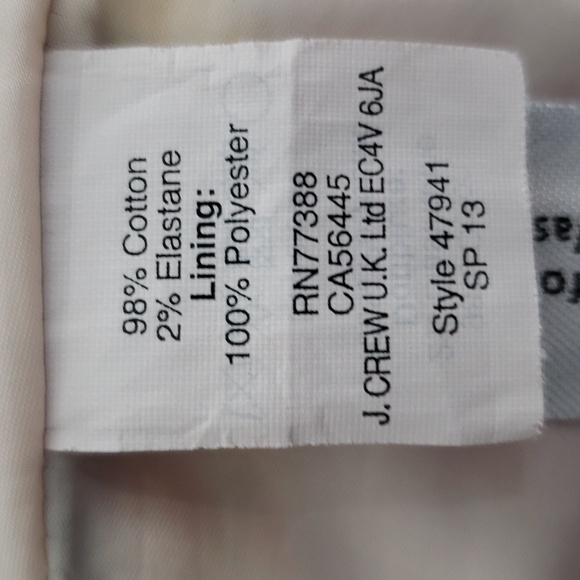 98% Cotton
2% Elastane
Lining:
100% Polyester
RN77388
CA56445
J. CREW U.K. Ltd EC4V 6JA
Style 47941
SP 13